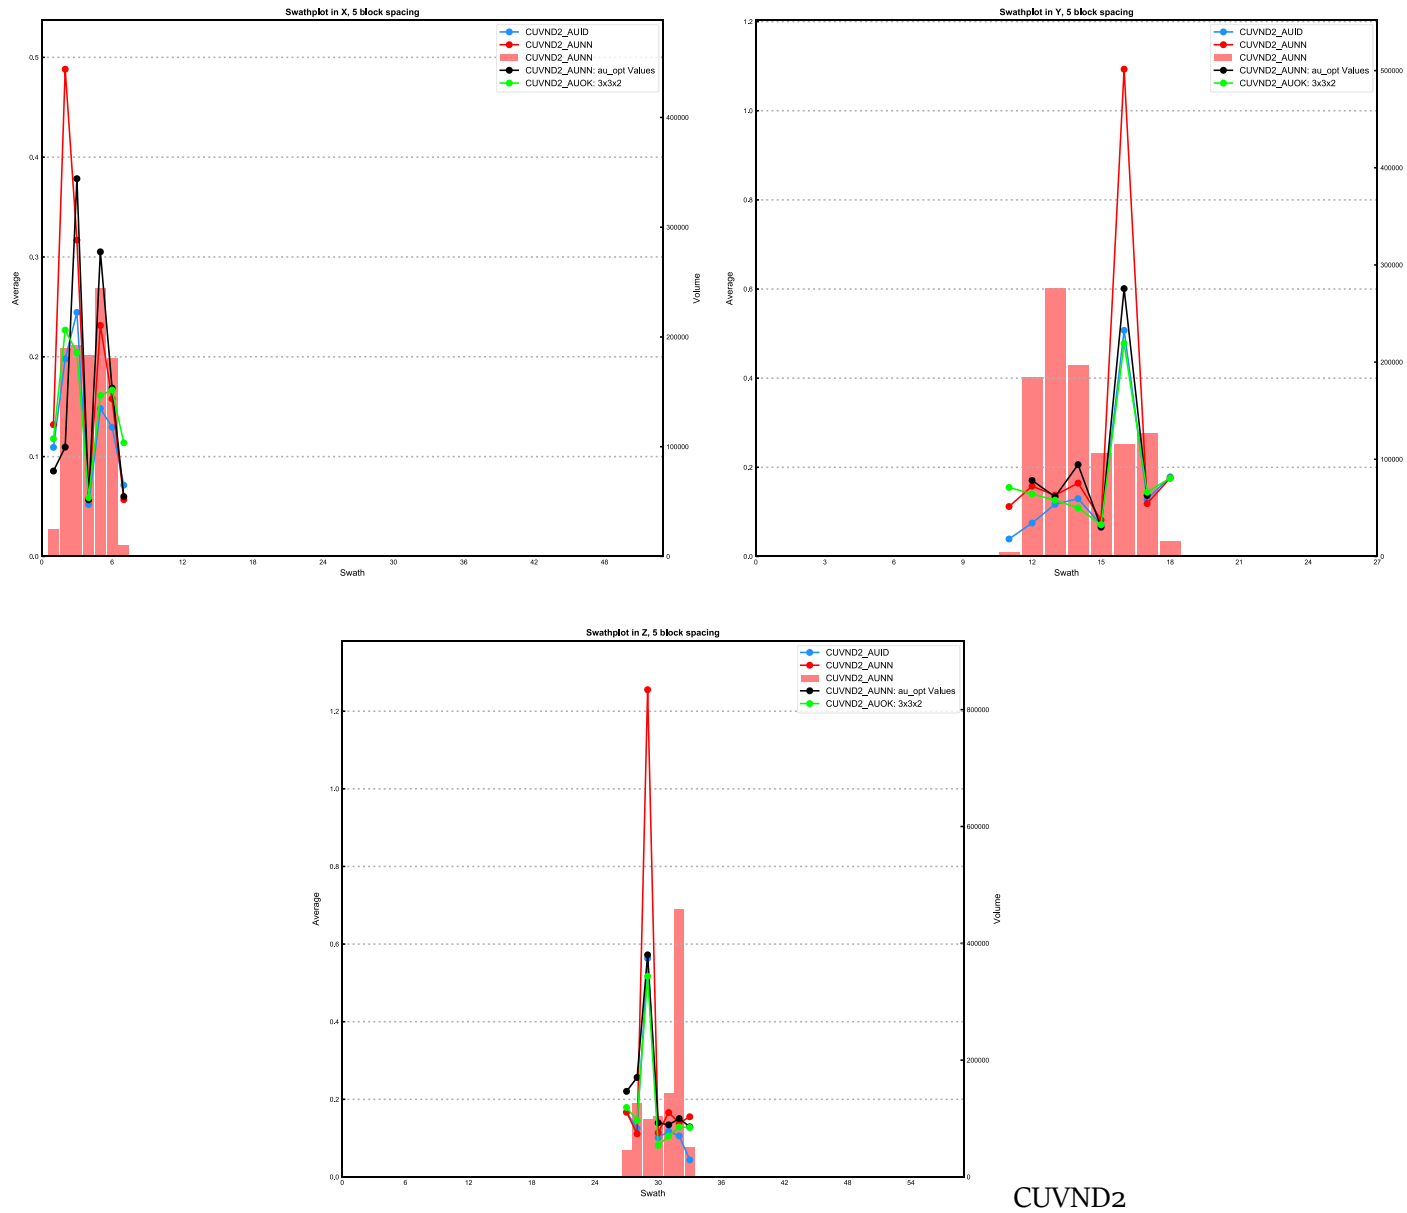 Swathplot in X, 5 block spacing
CUVND2_AUID
CUVND2_AUNN
CUVND2_AUNN
CUVND2_AUNN: au_opt Values
CUVND2_AUOK: 3x3x2
0.5
0.4
0.3
0.2
0.1
0.0
Average
400000
300000
200000
100000
0
Volume
0 6 12 18 24 30 36 42 48
Swath
Swathplot in Y, 5 block spacing
CUVND2_AUID
CUVND2_AUNN
CUVND2_AUNN
CUVND2_AUNN: au_opt Values
CUVND2_AUOK: 3x3x2
1.2
1.0
0.8
0.6
0.4
0.2
0.0
Average
500000
400000
300000
200000
100000
0
0 3 6 9 12 15 18 21 24 27
Swath
Swathplot in Z, 5 block spacing
CUVND2_AUID
CUVND2_AUNN
CUVND2_AUNN
CUVND2_AUNN: au_opt Values
CUVND2_AUOK: 3x3x2
1.2
1.0
0.8
0.6
0.4
0.2
0.0
Average
800000
600000
400000
200000
0
Volume
0 6 12 18 24 30 36 42 48 54
Swath
CUVND2